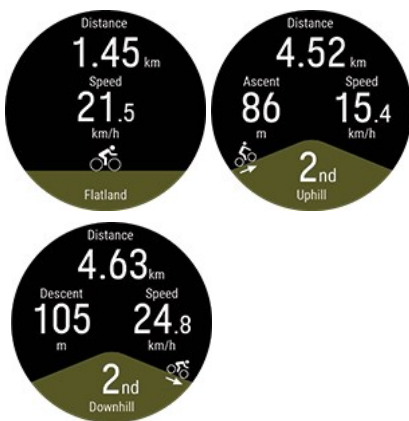 Distance
1.45 km
Speed
21.5
km/h
Flatland
Distance
4.52 km
Ascent Speed
86 15.4
m km/h
2nd
Uphill
Distance
4.63 km
Descent Speed
105 24.8
m km/h
2nd
Downhill